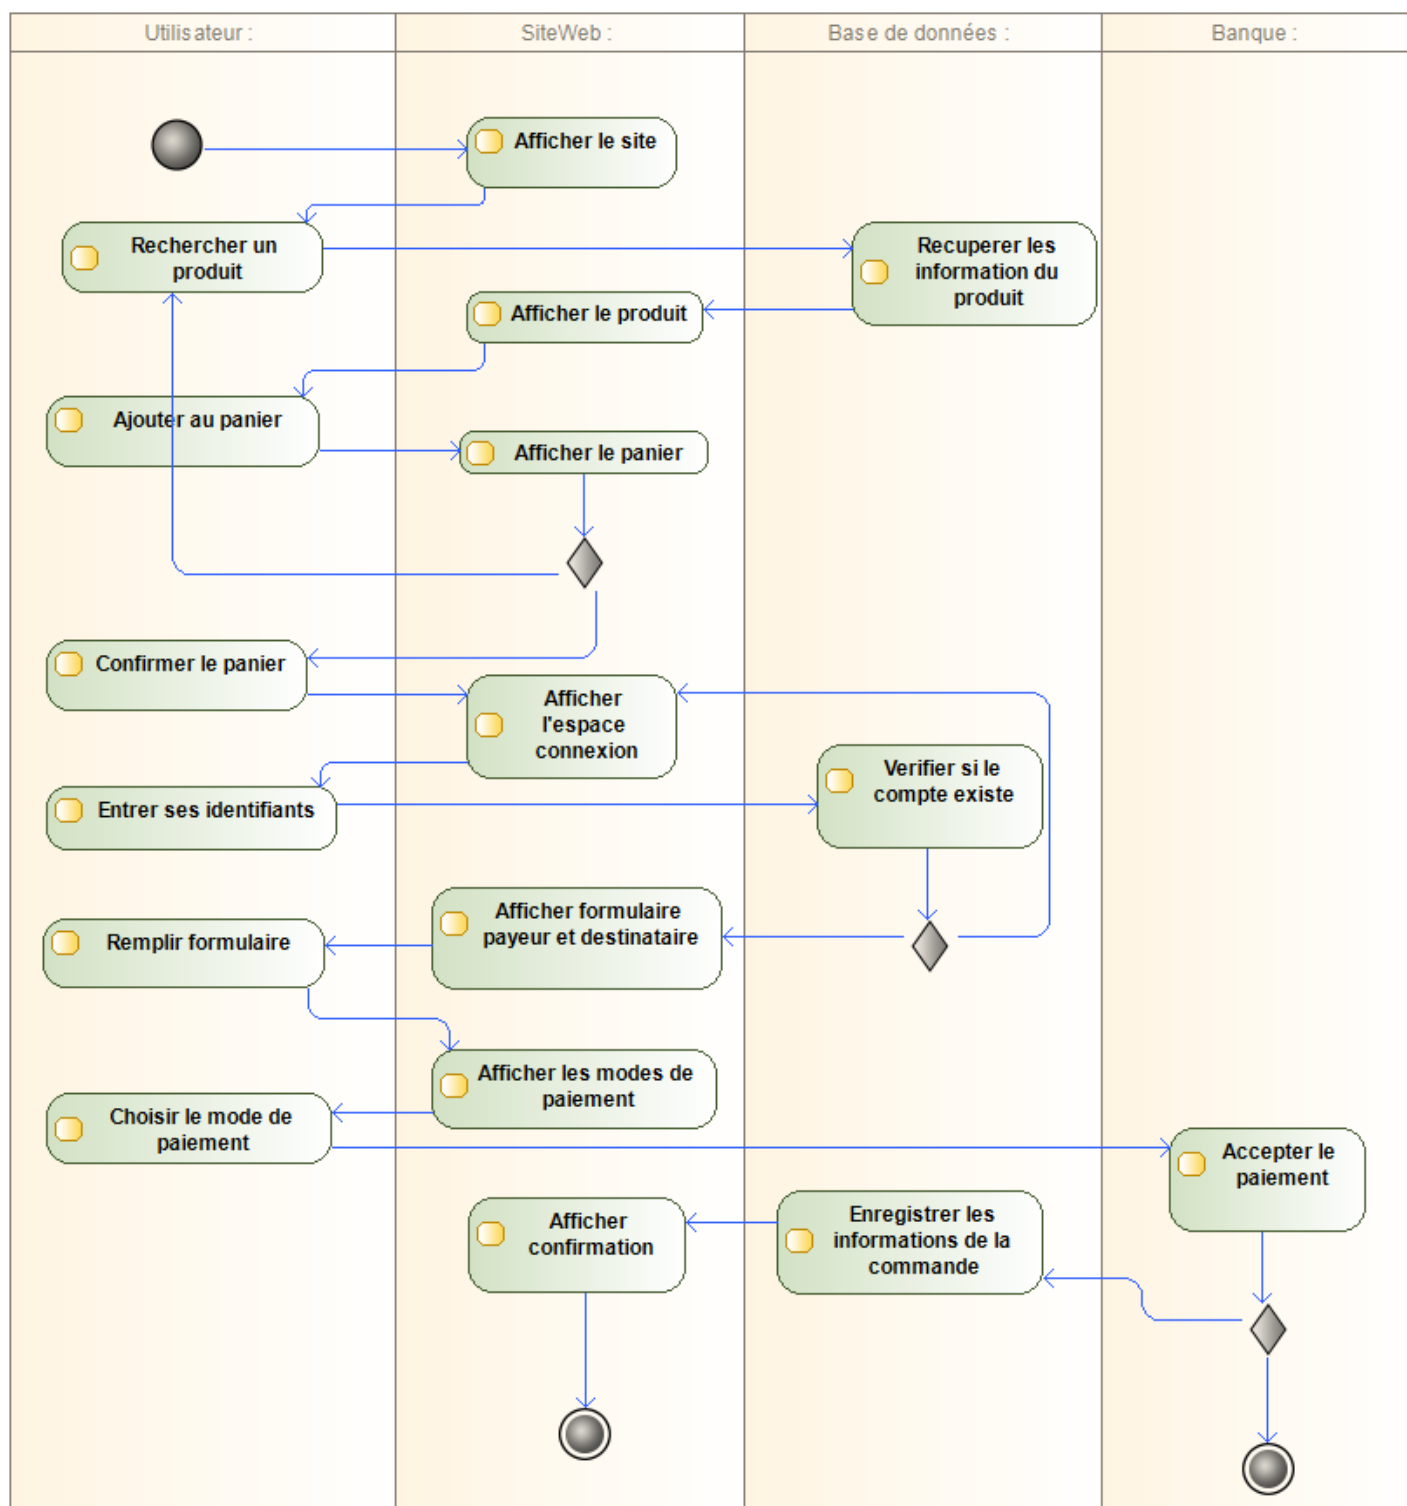 Utilisateur :
SiteWeb :
Base de données :
Banque :
Afficher le site
Rechercher un
produit
Recuperer les
information du
produit
Afficher le produit
Ajouter au panier
Afficher le panier
Confirmer le panier
Afficher
l'espace
connexion
Verifier si le
compte existe
Entrer ses identifiants
Afficher formulaire
payeur et destinataire
Remplir formulaire
Afficher les modes de
paiement
Choisir le mode de
paiement
Accepter le
paiement
Afficher
confirmation
Enregistrer les
informations de la
commande